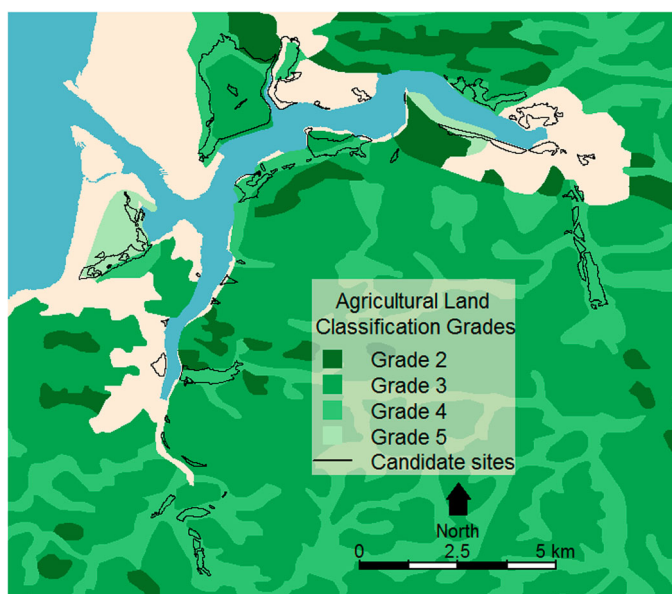 Agricultural Land
Classification Grades
Grade 2
Grade 3
Grade 4
Grade 5
Candidate sites
North
0 2.5 5 km